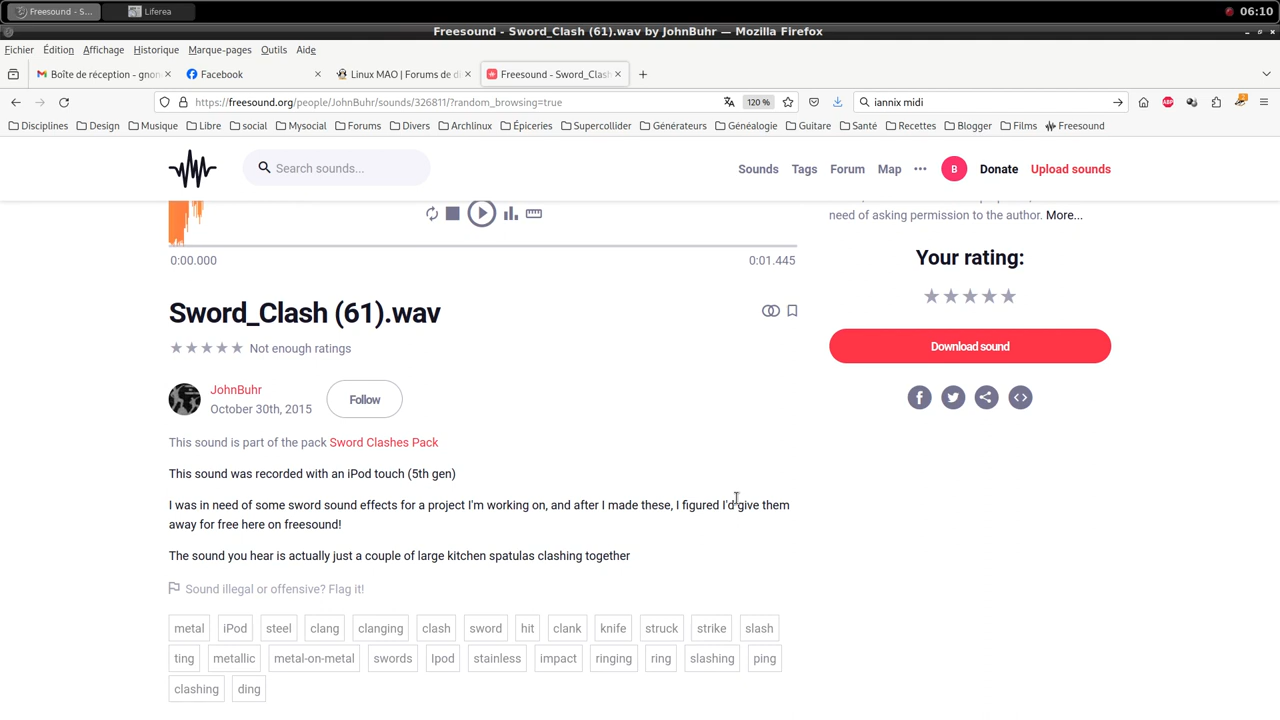 Freesound - S...
Liferea
06:10
Freesound - Sword_Clash (61).wav by JohnBuhr — Mozilla Firefox
Fichier Édition Affichage Historique Marque-pages Outils Aide
Boîte de réception - gnon
Facebook
Linux MAO | Forums de di
Freesound - Sword_Clash
https://freesound.org/people/JohnBuhr/sounds/326811/?random_browsing=true
120 %
iannix midi
Disciplines Design Musique Libre social Mysocial Forums Divers Archlinux Épiceries Supercollider Générateurs Généalogie Guitare Santé Recettes Blogger Films Freesound
Search sounds...
Sounds Tags Forum Map ••• B Donate Upload sounds
need of asking permission to the author. More...
0:00.000
0:01.445
Your rating:
Sword_Clash (61).wav
Not enough ratings
Download sound
JohnBuhr
October 30th, 2015
Follow
This sound is part of the pack Sword Clashes Pack
This sound was recorded with an iPod touch (5th gen)
I was in need of some sword sound effects for a project I'm working on, and after I made these, I figured I'd give them
away for free here on freesound!
The sound you hear is actually just a couple of large kitchen spatulas clashing together
Sound illegal or offensive? Flag it!
metal iPod steel clang clanging clash sword hit clank knife struck strike slash
ting metallic metal-on-metal swords Ipod stainless impact ringing ring slashing ping
clashing ding